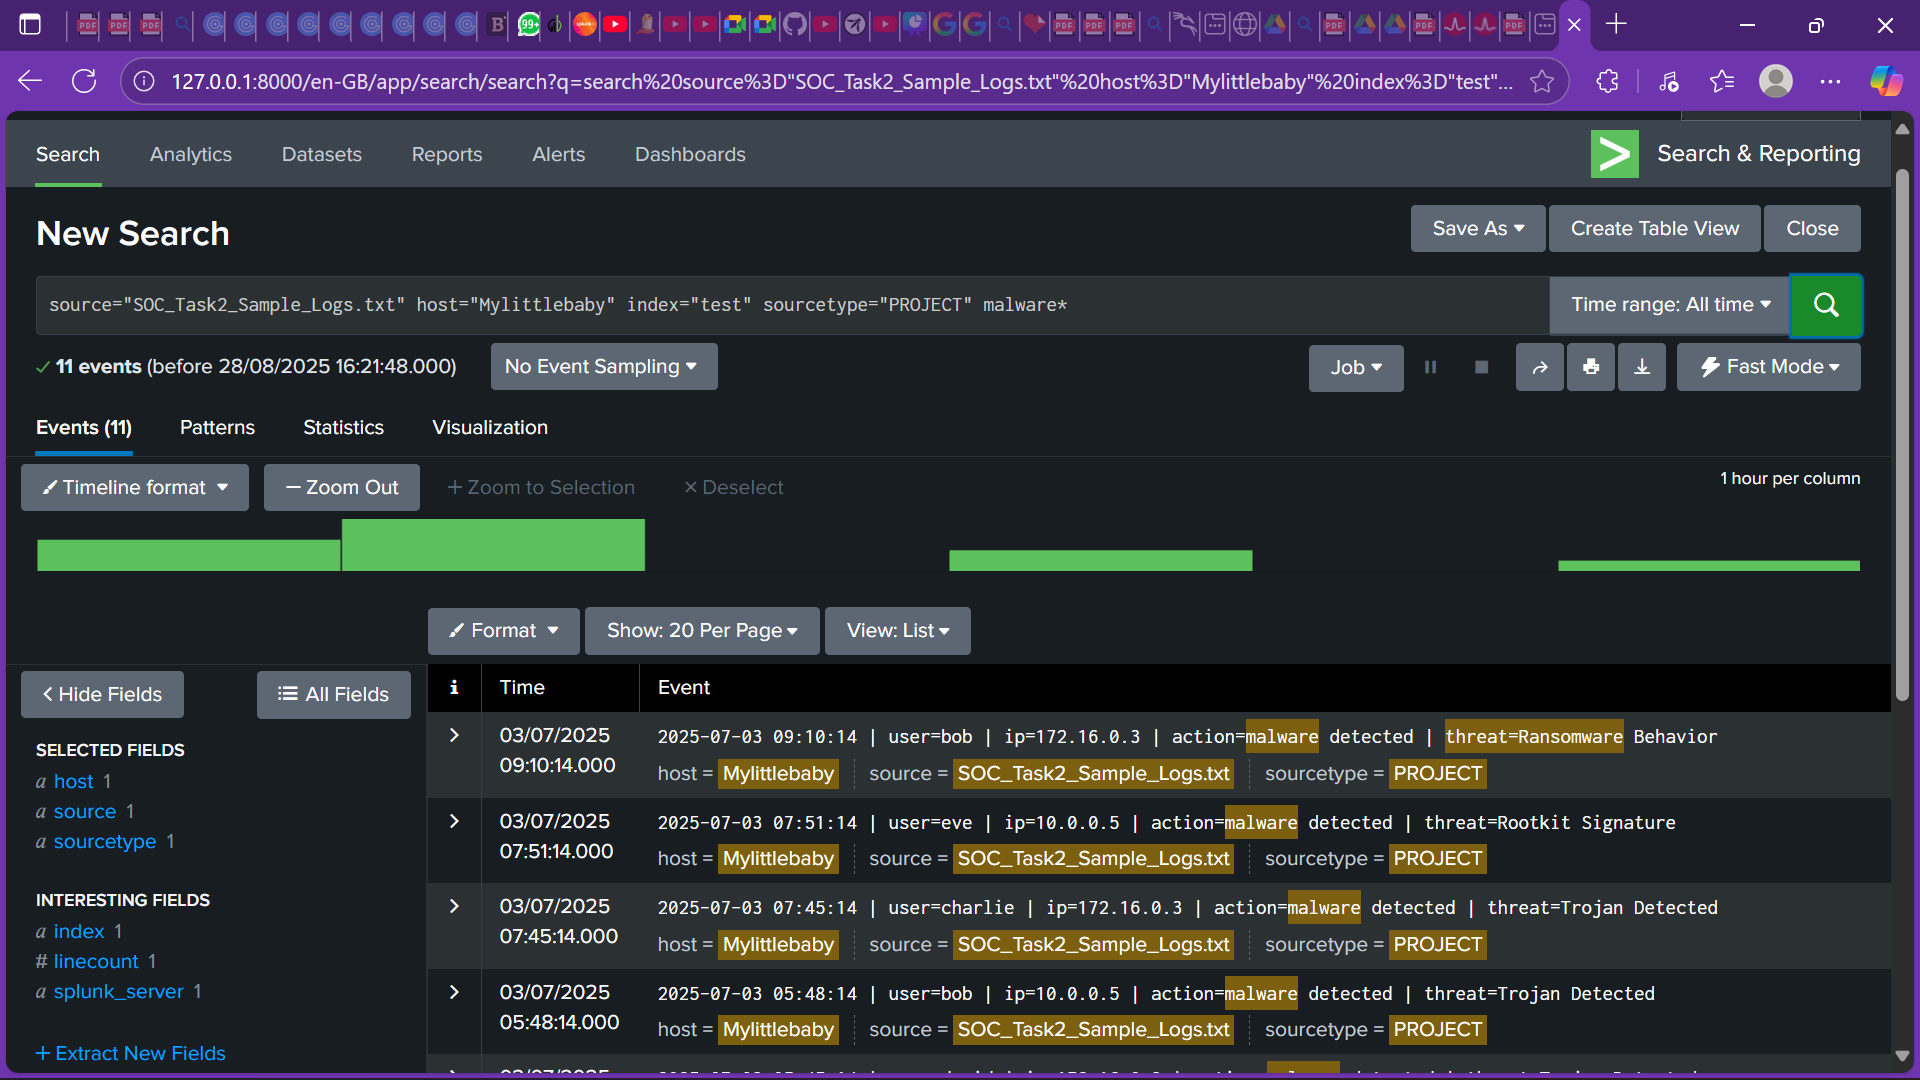 127.0.0.1:8000/en-GB/app/search/search?q=search%20source%3D"SOC_Task2_Sample_Logs.txt"%20host%3D"Mylittlebaby"%20index%3D"test"...
Search Analytics Datasets Reports Alerts Dashboards
Search & Reporting
New Search
Save As Create Table View Close
source="SOC_Task2_Sample_Logs.txt" host="Mylittlebaby" index="test" sourcetype="PROJECT" malware*
Time range: All time
11 events (before 28/08/2025 16:21:48.000)
No Event Sampling
Job
Fast Mode
Events (11) Patterns Statistics Visualization
Timeline format — Zoom Out + Zoom to Selection × Deselect
1 hour per column
Format Show: 20 Per Page View: List
< Hide Fields All Fields
SELECTED FIELDS
a host 1
a source 1
a sourcetype 1
INTERESTING FIELDS
a index 1
# linecount 1
a splunk_server 1
+ Extract New Fields
i Time Event
03/07/2025
09:10:14.000
2025-07-03 09:10:14 | user=bob | ip=172.16.0.3 | action=malware detected | threat=Ransomware Behavior
host = Mylittlebaby source = SOC_Task2_Sample_Logs.txt sourcetype = PROJECT
03/07/2025
07:51:14.000
2025-07-03 07:51:14 | user=eve | ip=10.0.0.5 | action=malware detected | threat=Rootkit Signature
host = Mylittlebaby source = SOC_Task2_Sample_Logs.txt sourcetype = PROJECT
03/07/2025
07:45:14.000
2025-07-03 07:45:14 | user=charlie | ip=172.16.0.3 | action=malware detected | threat=Trojan Detected
host = Mylittlebaby source = SOC_Task2_Sample_Logs.txt sourcetype = PROJECT
03/07/2025
05:48:14.000
2025-07-03 05:48:14 | user=bob | ip=10.0.0.5 | action=malware detected | threat=Trojan Detected
host = Mylittlebaby source = SOC_Task2_Sample_Logs.txt sourcetype = PROJECT